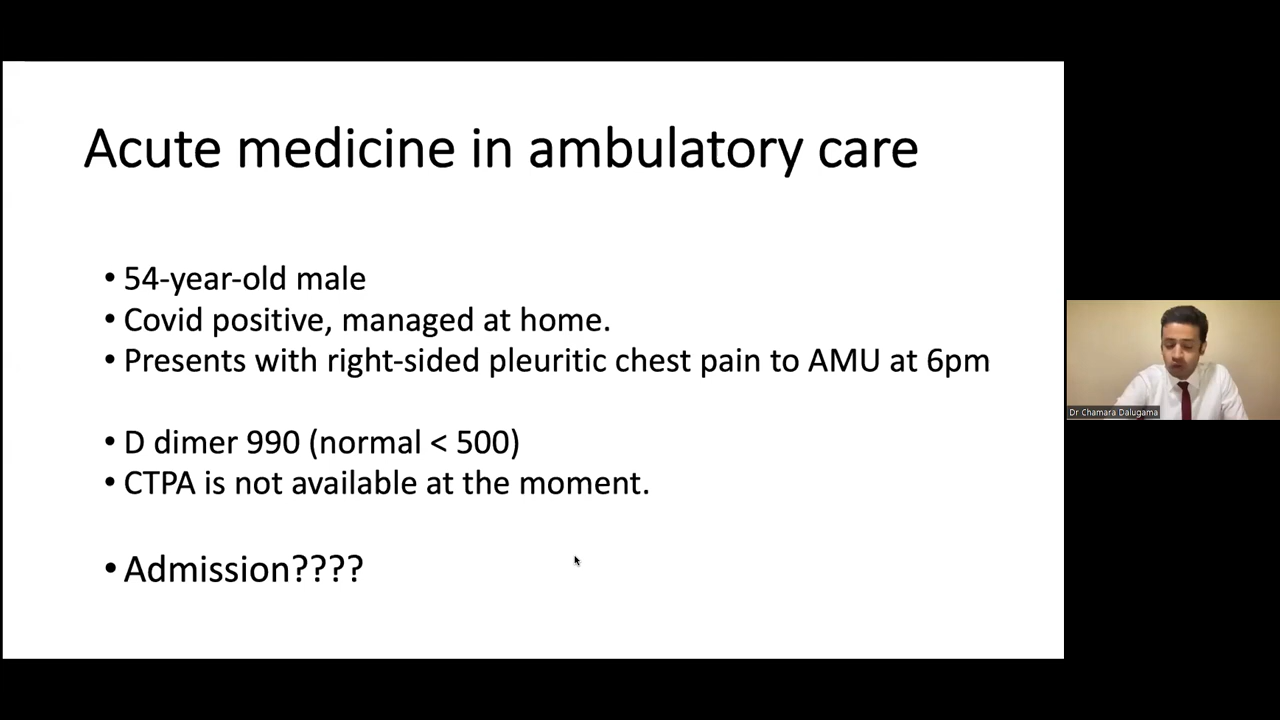 Acute medicine in ambulatory care
• 54-year-old male
• Covid positive, managed at home.
• Presents with right-sided pleuritic chest pain to AMU at 6pm
• D dimer 990 (normal < 500)
• CTPA is not available at the moment.
• Admission????
Dr Chamara Dalugama